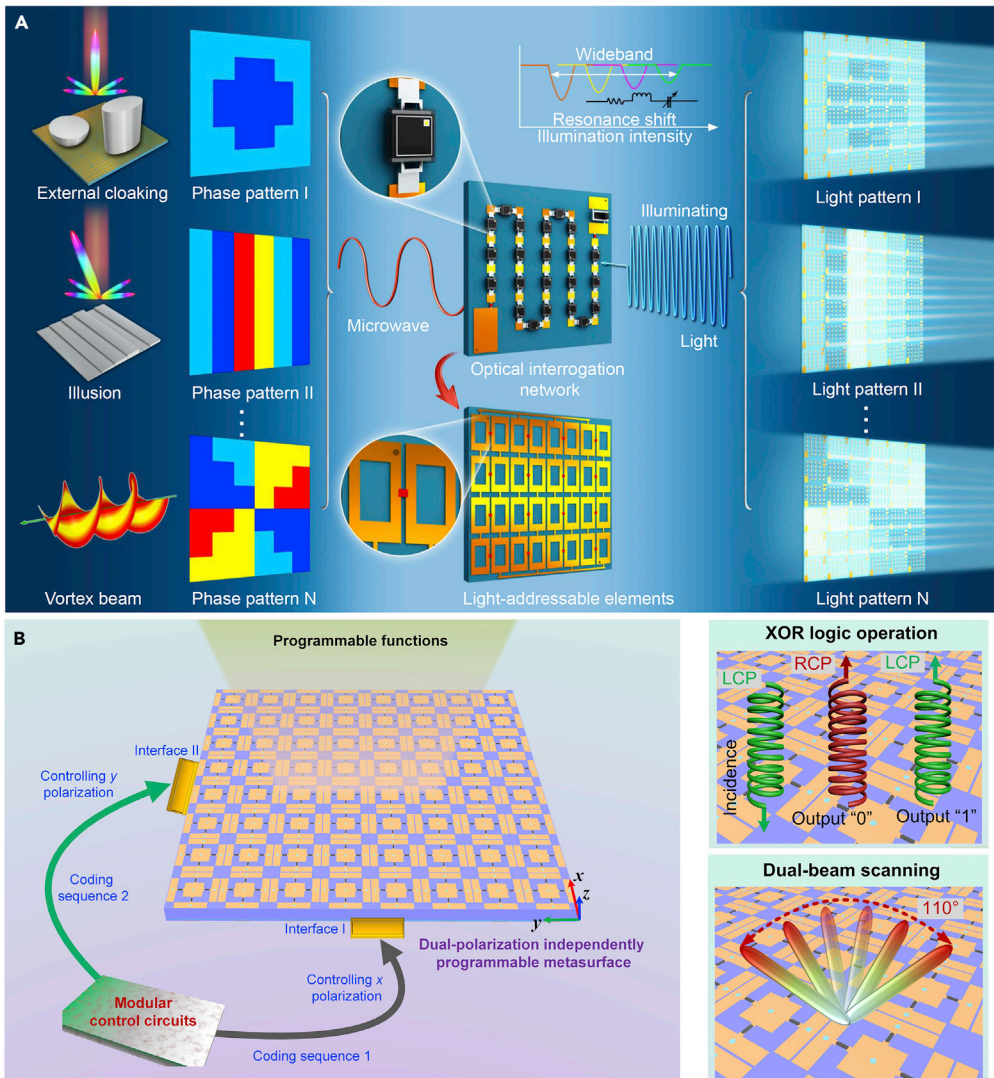 A
External cloaking
Phase pattern I
Wideband
Resonance shift
Illumination intensity
Light pattern I
Microwave
Illuminating
Light
Illusion
Phase pattern II
Optical interrogation
network
Light pattern II
Vortex beam
Phase pattern N
Light-addressable elements
Light pattern N
B
Programmable functions
Interface II
Controlling y
polarization
Coding
sequence 2
Interface I
x
z
y
Dual-polarization independently
programmable metasurface
Controlling x
polarization
Modular
control circuits
Coding sequence 1
XOR logic operation
LCP
RCP
LCP
Incidence
Output “0”
Output “1”
Dual-beam scanning
110°